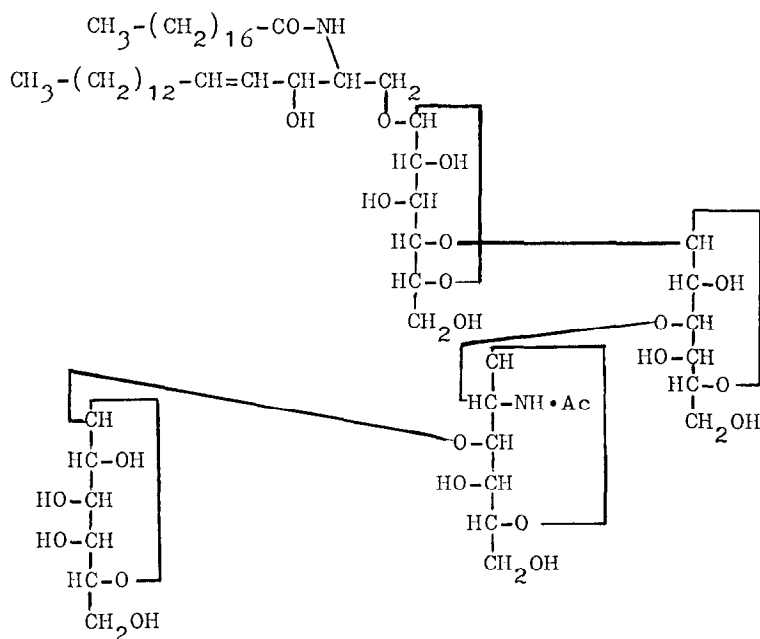 CH3-(CH2)16-CO-NH
CH3-(CH2)12-CH=CH-CH-CH-CH2
OH O-CH
HC-OH
HO-CH
HC-O CH
HC-O HC-OH
CH2OH O-CH
CH HO-CH
HC-O
CH HC-NH•Ac CH2OH
HC-OH O-CH
HO-CH HO-CH
HO-CH HC-O
HC-O CH2OH
CH2OH